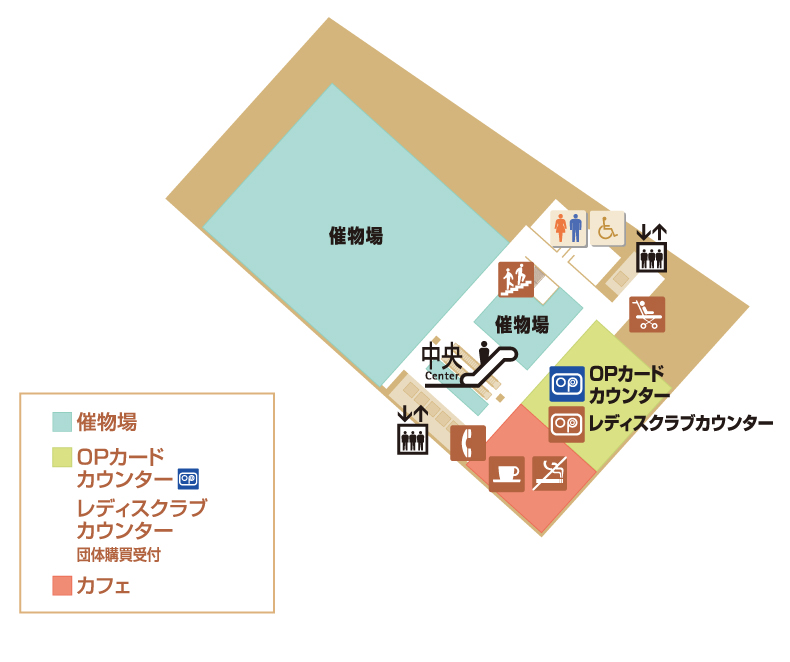 催物場
催物場
中央
Center
OPカード
カウンター
OP
レディスクラブカウンター
OP
催物場
OPカード
カウンター OP
レディスクラブ
カウンター
団体購買受付
カフェ